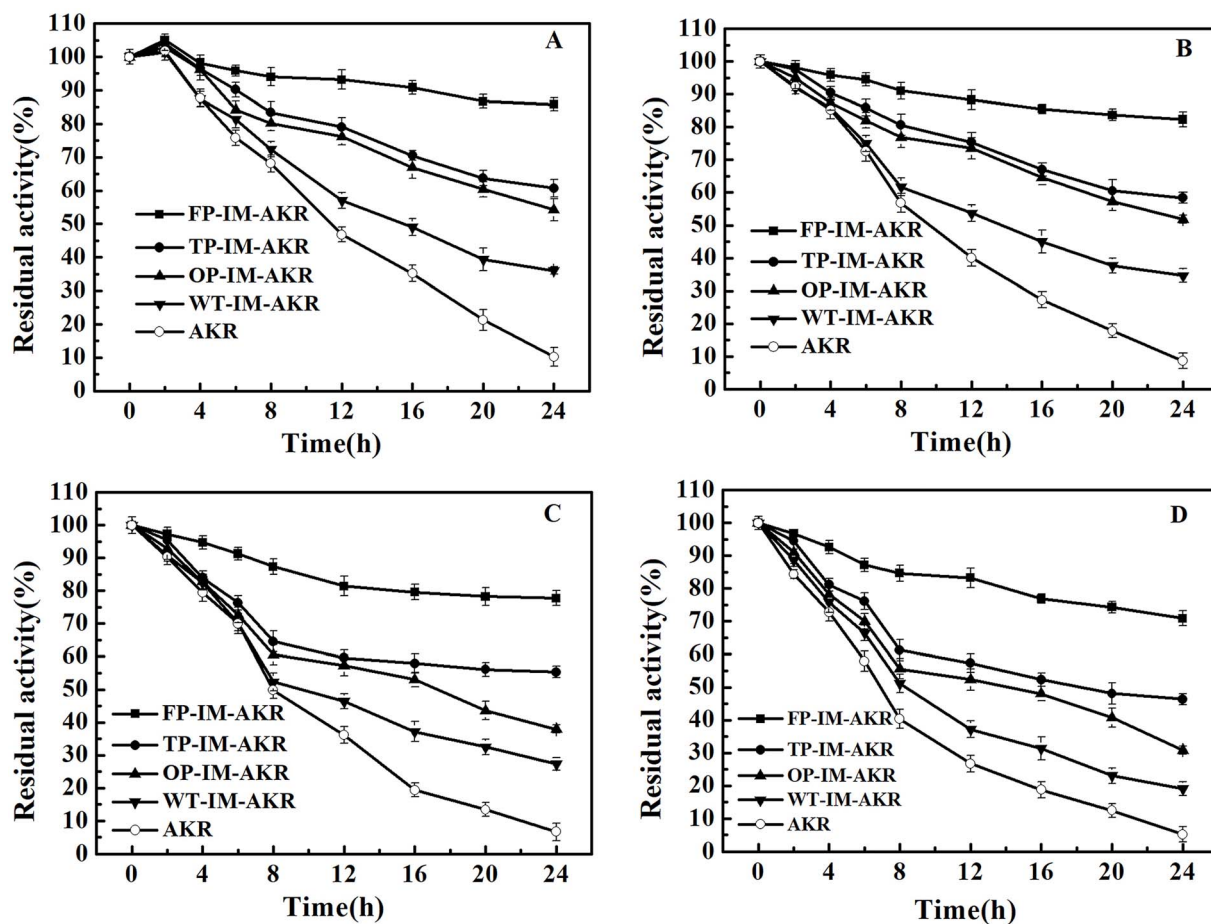 A
Residual activity(%)
110
100
90
80
70
60
50
40
30
20
10
0
FP-IM-AKR
TP-IM-AKR
OP-IM-AKR
WT-IM-AKR
AKR
0 4 8 12 16 20 24
Time(h)
B
Residual activity(%)
110
100
90
80
70
60
50
40
30
20
10
0
FP-IM-AKR
TP-IM-AKR
OP-IM-AKR
WT-IM-AKR
AKR
0 4 8 12 16 20 24
Time(h)
C
Residual activity(%)
110
100
90
80
70
60
50
40
30
20
10
0
FP-IM-AKR
TP-IM-AKR
OP-IM-AKR
WT-IM-AKR
AKR
0 4 8 12 16 20 24
Time(h)
D
Residual activity(%)
110
100
90
80
70
60
50
40
30
20
10
0
FP-IM-AKR
TP-IM-AKR
OP-IM-AKR
WT-IM-AKR
AKR
0 4 8 12 16 20 24
Time(h)